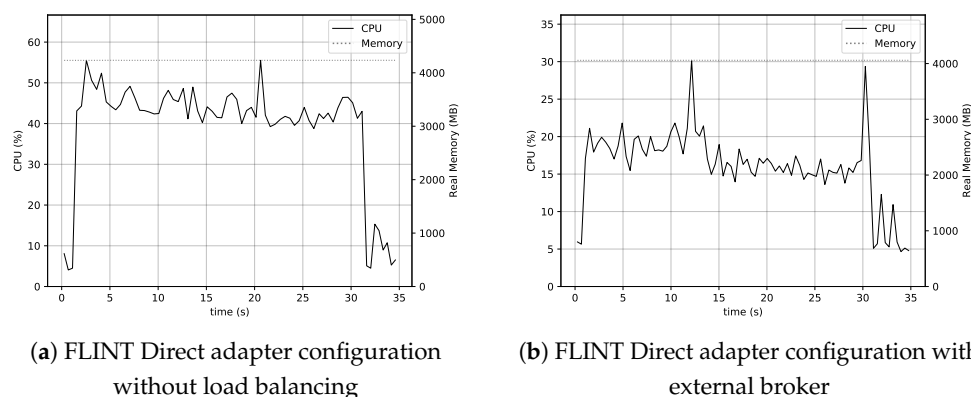 CPU
Memory
60
50
40
30
20
10
0
CPU (%)
5000
4000
3000
2000
1000
0
Real Memory (MB)
0 5 10 15 20 25 30 35
time (s)
(a) FLINT Direct adapter configuration
without load balancing
CPU
Memory
35
30
25
20
15
10
5
0
CPU (%)
4000
3000
2000
1000
0
Real Memory (MB)
0 5 10 15 20 25 30 35
time (s)
(b) FLINT Direct adapter configuration with
external broker